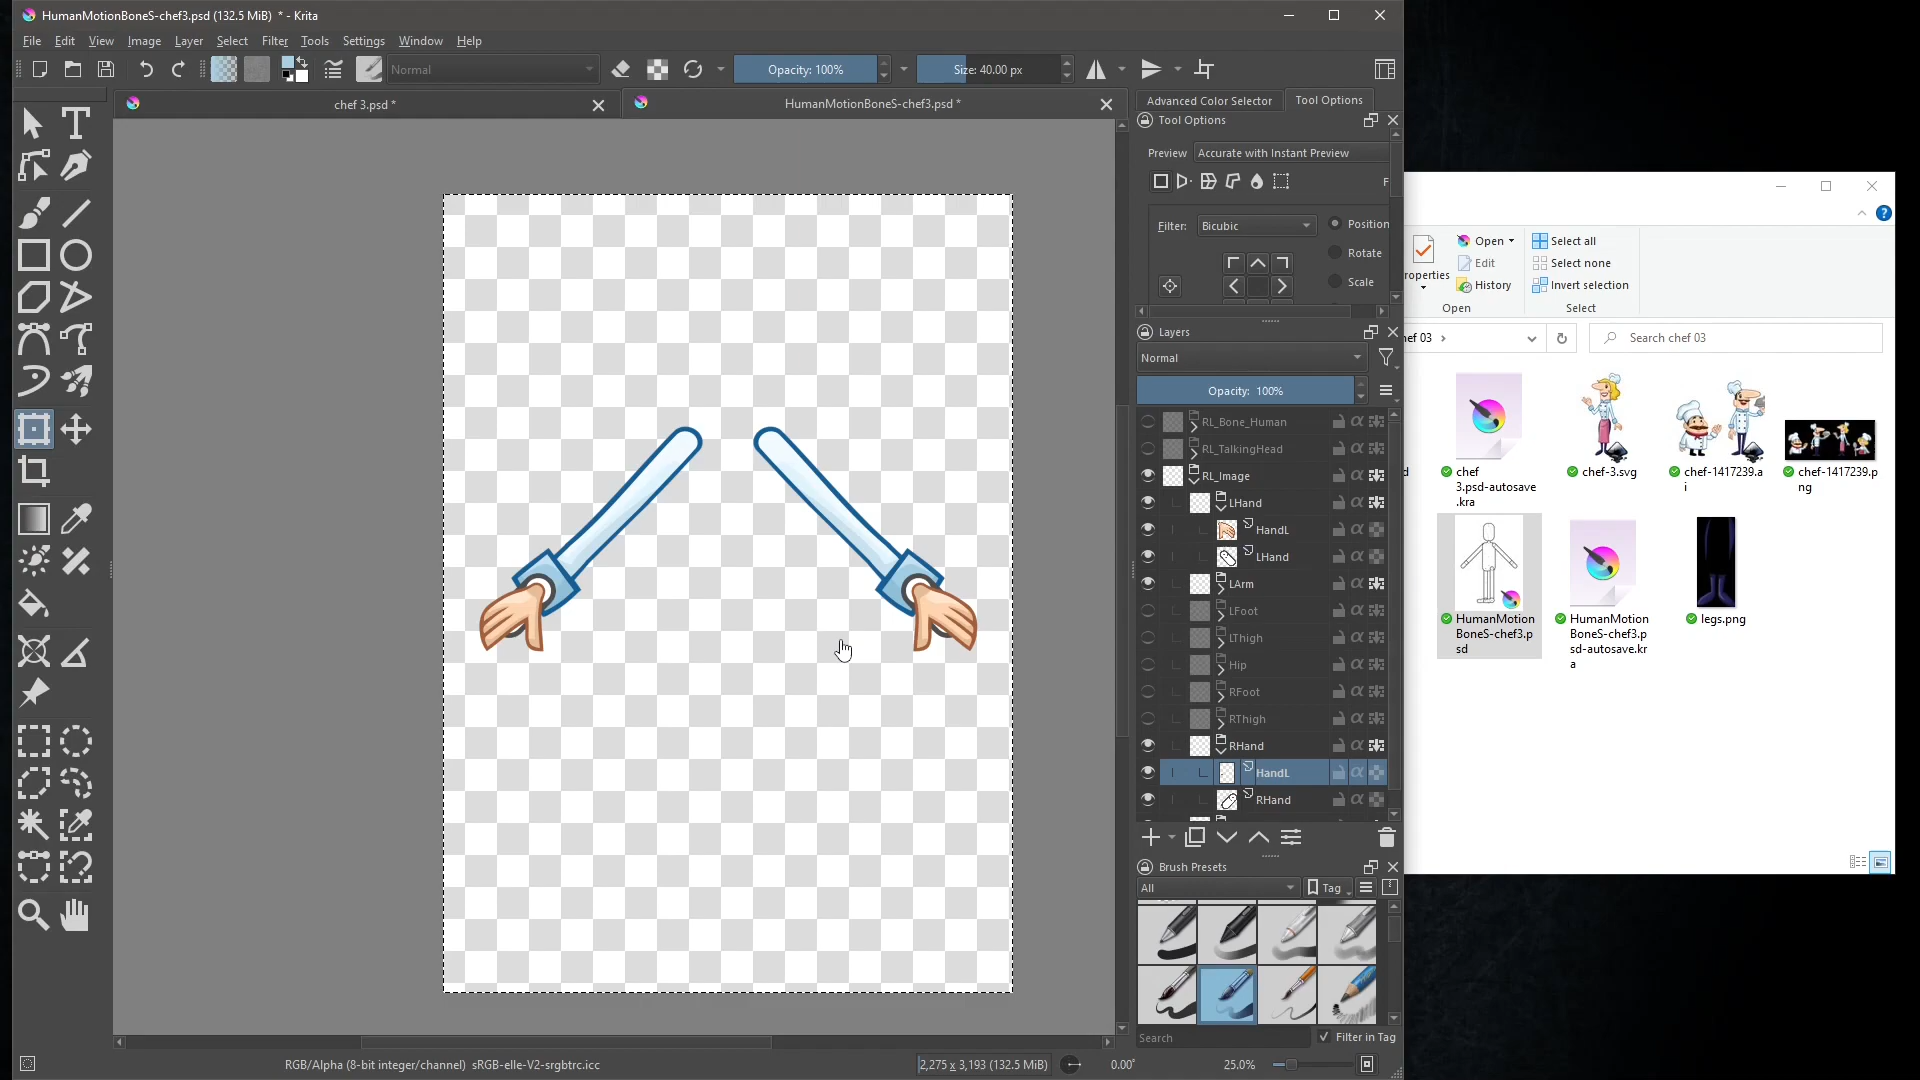 HumanMotionBoneS-chef3.psd (132.5 MiB) * - Krita
File Edit View Image Layer Select Filter Tools Settings Window Help
Normal
Opacity: 100%
Size: 40.00 px
chef 3.psd *
HumanMotionBoneS-chef3.psd *
Advanced Color Selector
Tool Options
Tool Options
Preview
Accurate with Instant Preview
F
Filter:
Bicubic
Position
Rotate
Scale
Layers
Normal
Opacity: 100%
RL_Bone_Human
RL_TalkingHead
RL_Image
LHand
HandL
LHand
LArm
LFoot
LThigh
Hip
RFoot
RThigh
RHand
HandL
RHand
Brush Presets
All
Tag
Search
Filter in Tag
RGB/Alpha (8-bit integer/channel) sRGB-elle-V2-srgbtrc.icc
2,275 x 3,193 (132.5 MiB)
0.00°
25.0%
Open
Select all
roperties
Edit
Select none
History
Invert selection
Open
Select
hef 03
Search chef 03
d
chef
3.psd-autosave
.kra
chef-3.svg
chef-1417239.a
i
chef-1417239.p
ng
HumanMotion
BoneS-chef3.p
sd
HumanMotion
BoneS-chef3.p
sd-autosave.kr
a
legs.png